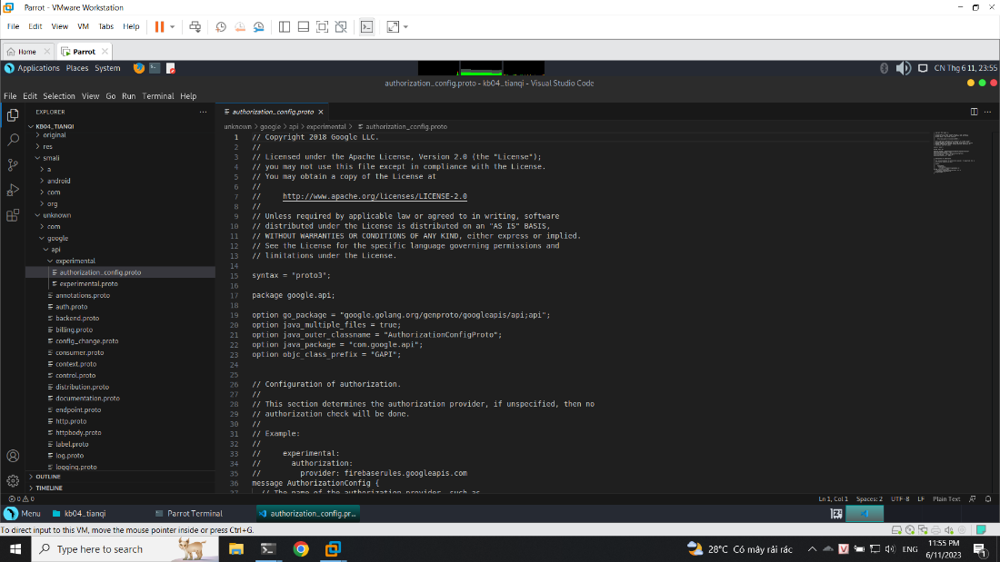 Parrot - VMware Workstation
File Edit View VM Tabs Help
Home Parrot
Applications Places System CN Thg 6 11, 23:55
authorization_config.proto - kb04_tianqi - Visual Studio Code
File Edit Selection View Go Run Terminal Help
EXPLORER
KB04_TIANQI
original
res
smali
a
android
com
org
unknown
com
google
api
experimental
authorization_config.proto
experimental.proto
annotations.proto
auth.proto
backend.proto
billing.proto
config_change.proto
consumer.proto
context.proto
control.proto
distribution.proto
documentation.proto
endpoint.proto
http.proto
httpbody.proto
label.proto
log.proto
logging.proto
OUTLINE
TIMELINE
authorization_config.proto
unknown > google > api > experimental > authorization_config.proto
1 // Copyright 2018 Google LLC.
2 //
3 // Licensed under the Apache License, Version 2.0 (the "License");
4 // you may not use this file except in compliance with the License.
5 // You may obtain a copy of the License at
6 //
7 // http://www.apache.org/licenses/LICENSE-2.0
8 //
9 // Unless required by applicable law or agreed to in writing, software
10 // distributed under the License is distributed on an "AS IS" BASIS,
11 // WITHOUT WARRANTIES OR CONDITIONS OF ANY KIND, either express or implied.
12 // See the License for the specific language governing permissions and
13 // limitations under the License.
14
15 syntax = "proto3";
16
17 package google.api;
18
19 option go_package = "google.golang.org/genproto/googleapis/api;api";
20 option java_multiple_files = true;
21 option java_outer_classname = "AuthorizationConfigProto";
22 option java_package = "com.google.api";
23 option objc_class_prefix = "GAPI";
24
25
26 // Configuration of authorization.
27 //
28 // This section determines the authorization provider, if unspecified, then no
29 // authorization check will be done.
30 //
31 // Example:
32 //
33 // experimental:
34 // authorization:
35 // provider: firebaserules.googleapis.com
36 message AuthorizationConfig {
37 // The name of the authorization provider, such as
0 0 Ln 1, Col 1 Spaces: 2 UTF-8 LF Plain Text
Menu kb04_tianqi Parrot Terminal authorization_config.pr...
To direct input to this VM, move the mouse pointer inside or press Ctrl+G.
Type here to search 28°C Có mây rải rác V ENG 11:55 PM
6/11/2023 1